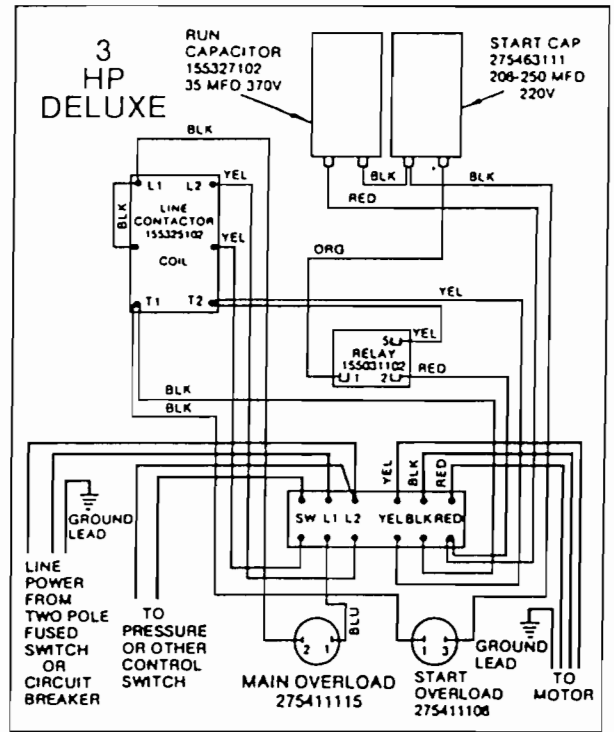 3
HP
DELUXE
RUN
CAPACITOR
155327102
35 MFD 370V
START CAP
275463111
208-250 MFD
220V
BLK
L1 L2
YEL
BLK
LINE
CONTACTOR
155325102
COIL
YEL
T1 T2
BLK
BLK
RED
ORG
YEL
5
YEL
RELAY
155031102
1 2
RED
BLK
BLK
YEL
BLK
RED
SW L1 L2 YEL BLK RED
GROUND
LEAD
LINE
POWER
FROM
TWO POLE
FUSED
SWITCH
OR
CIRCUIT
BREAKER
TO
PRESSURE
OR OTHER
CONTROL
SWITCH
BLU
2 1
MAIN OVERLOAD
275411115
1 3
START
OVERLOAD
275411108
GROUND
LEAD
TO
MOTOR